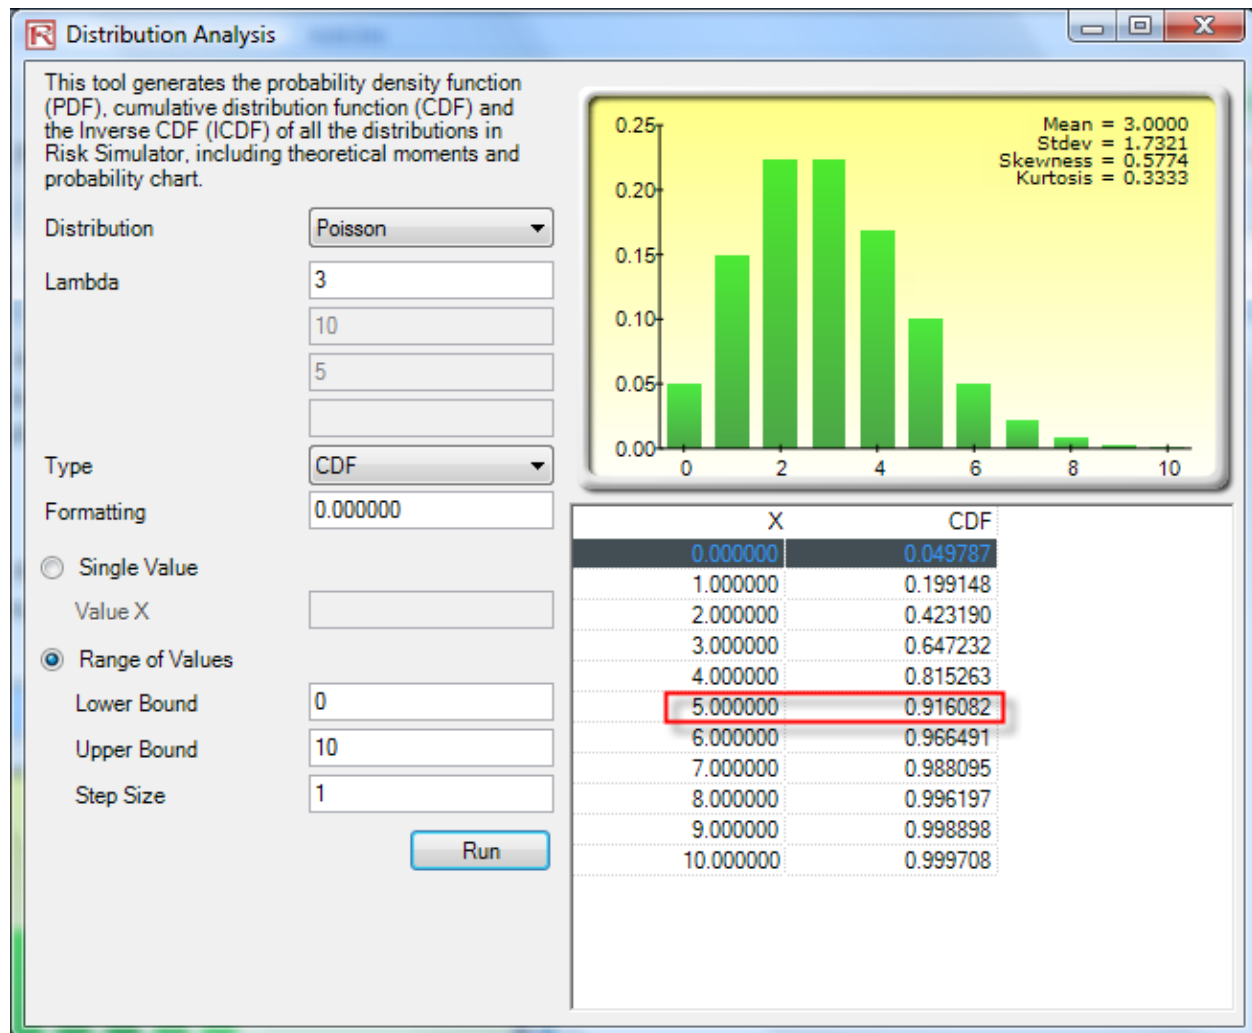 Distribution Analysis
This tool generates the probability density function
(PDF), cumulative distribution function (CDF) and
the Inverse CDF (ICDF) of all the distributions in
Risk Simulator, including theoretical moments and
probability chart.
Distribution Poisson
Lambda 3
10
5
Type CDF
Formatting 0.000000
Single Value
Value X
Range of Values
Lower Bound 0
Upper Bound 10
Step Size 1
Run
Mean = 3.0000
Stdev = 1.7321
Skewness = 0.5774
Kurtosis = 0.3333
0.25
0.20
0.15
0.10
0.05
0.00
0 2 4 6 8 10
X CDF
0.000000 0.049787
1.000000 0.199148
2.000000 0.423190
3.000000 0.647232
4.000000 0.815263
5.000000 0.916082
6.000000 0.966491
7.000000 0.988095
8.000000 0.996197
9.000000 0.998898
10.000000 0.999708